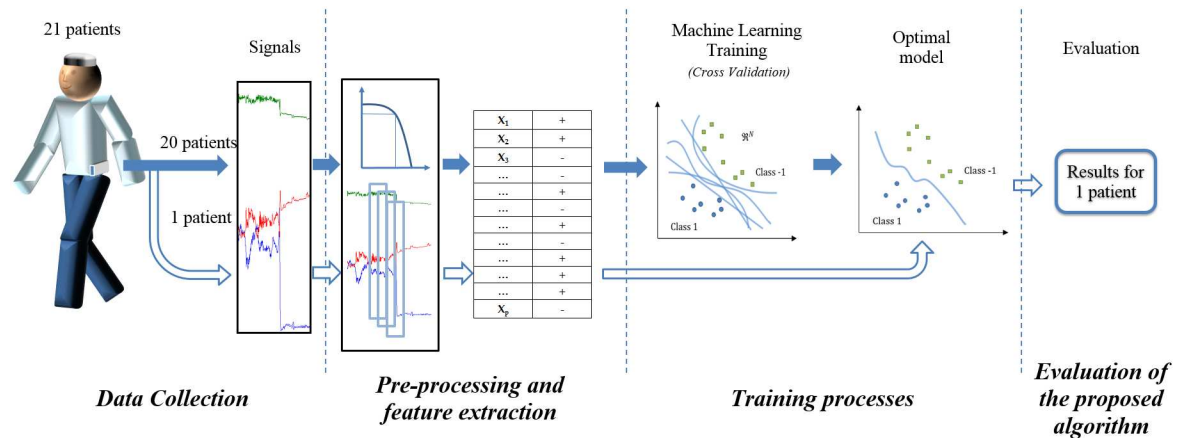 21 patients
Signals
20 patients
1 patient
X1 +
X2 +
X3 -
... -
... +
... -
... +
... -
... +
... +
... +
Xp -
Machine Learning
Training
(Cross Validation)
ℜN
Class -1
Class 1
Optimal
model
Class -1
Class 1
Evaluation
Results for
1 patient
Data Collection
Pre-processing and
feature extraction
Training processes
Evaluation of
the proposed
algorithm